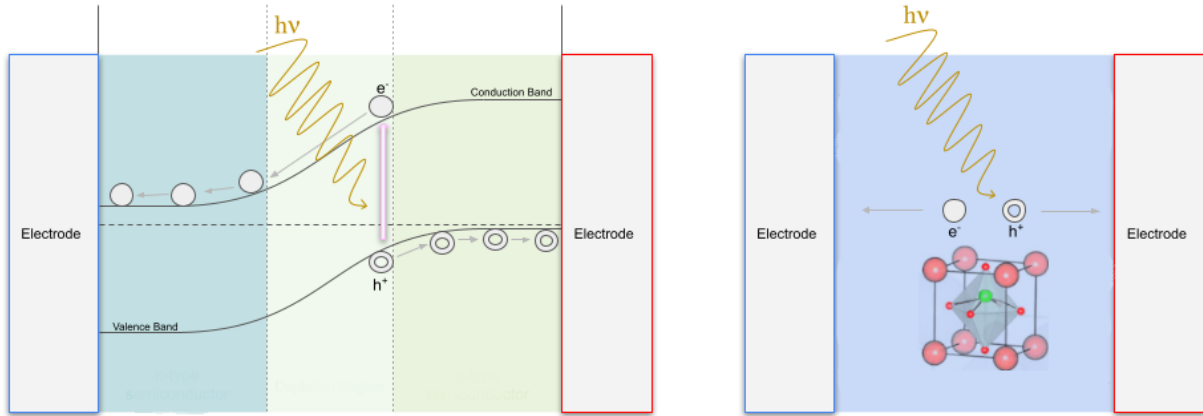 hν
e⁻
Conduction Band
Electrode
Electrode
h⁺
Valence Band
hν
Electrode
Electrode
e⁻
h⁺